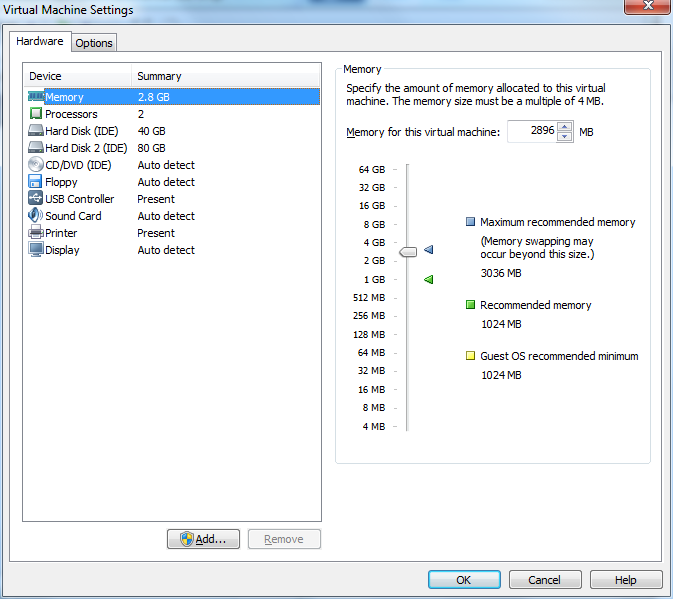 Virtual Machine Settings
Hardware
Options
Device Summary
Memory 2.8 GB
Processors 2
Hard Disk (IDE) 40 GB
Hard Disk 2 (IDE) 80 GB
CD/DVD (IDE) Auto detect
Floppy Auto detect
USB Controller Present
Sound Card Auto detect
Printer Present
Display Auto detect
Add...
Remove
Memory
Specify the amount of memory allocated to this virtual
machine. The memory size must be a multiple of 4 MB.
Memory for this virtual machine: 2896 MB
64 GB
32 GB
16 GB
8 GB
4 GB
2 GB
1 GB
512 MB
256 MB
128 MB
64 MB
32 MB
16 MB
8 MB
4 MB
Maximum recommended memory
(Memory swapping may
occur beyond this size.)
3036 MB
Recommended memory
1024 MB
Guest OS recommended minimum
1024 MB
OK
Cancel
Help